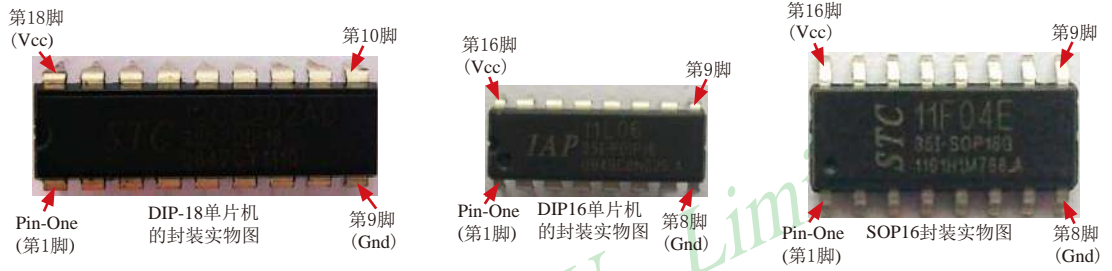 第18脚
(Vcc)
第10脚
STC
Pin-One
(第1脚)
DIP-18单片机
的封装实物图
第9脚
(Gnd)
第16脚
(Vcc)
第9脚
IAP
11L06
Pin-One
(第1脚)
DIP16单片机
的封装实物图
第8脚
(Gnd)
第16脚
(Vcc)
第9脚
STC
11F04E
35I-SOP16G
Pin-One
(第1脚)
SOP16封装实物图
第8脚
(Gnd)